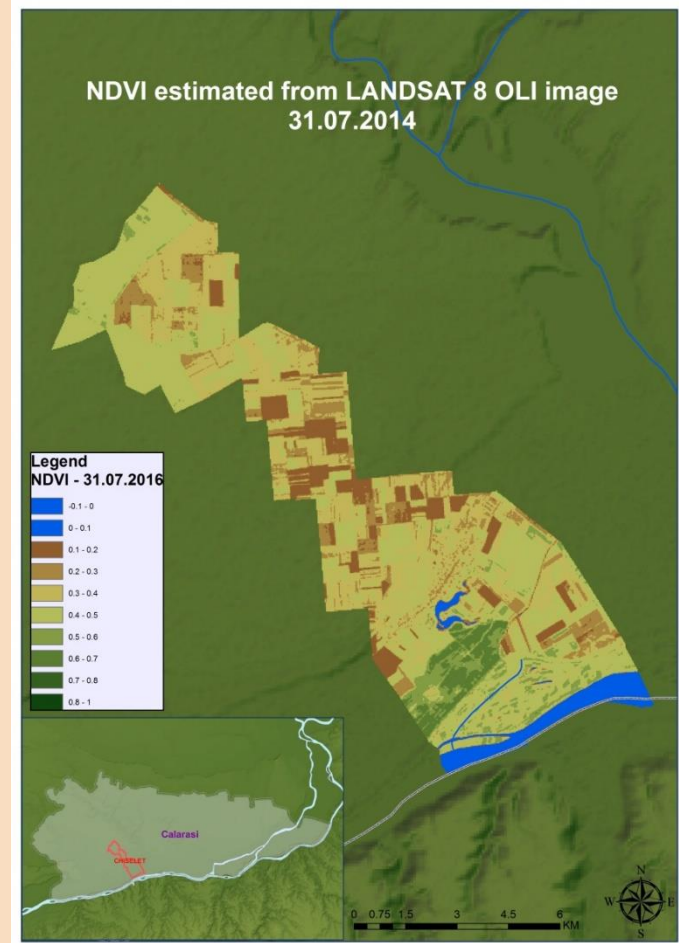 NDVI estimated from LANDSAT 8 OLI image
31.07.2014
Legend
NDVI - 31.07.2016
-0.1 - 0
0 - 0.1
0.1 - 0.2
0.2 - 0.3
0.3 - 0.4
0.4 - 0.5
0.5 - 0.6
0.6 - 0.7
0.7 - 0.8
0.8 - 1
Calarasi
CHISELET
N
W E
S
0 0.75 1.5 3 4.5 6
KM